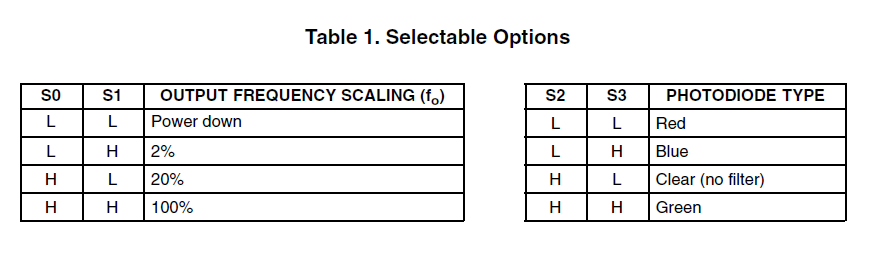 Table 1. Selectable Options
S0 S1 OUTPUT FREQUENCY SCALING (fo)
L L Power down
L H 2%
H L 20%
H H 100%
S2 S3 PHOTODIODE TYPE
L L Red
L H Blue
H L Clear (no filter)
H H Green